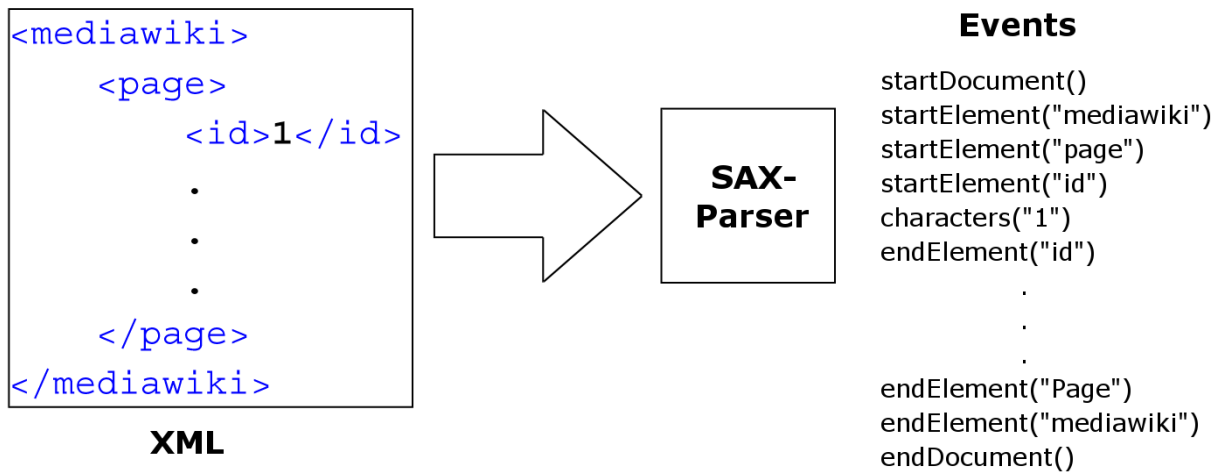 <mediawiki>
<page>
<id>1</id>
.
.
.
</page>
</mediawiki>
XML
SAX-
Parser
Events
startDocument()
startElement("mediawiki")
startElement("page")
startElement("id")
characters("1")
endElement("id")
.
.
.
endElement("Page")
endElement("mediawiki")
endDocument()